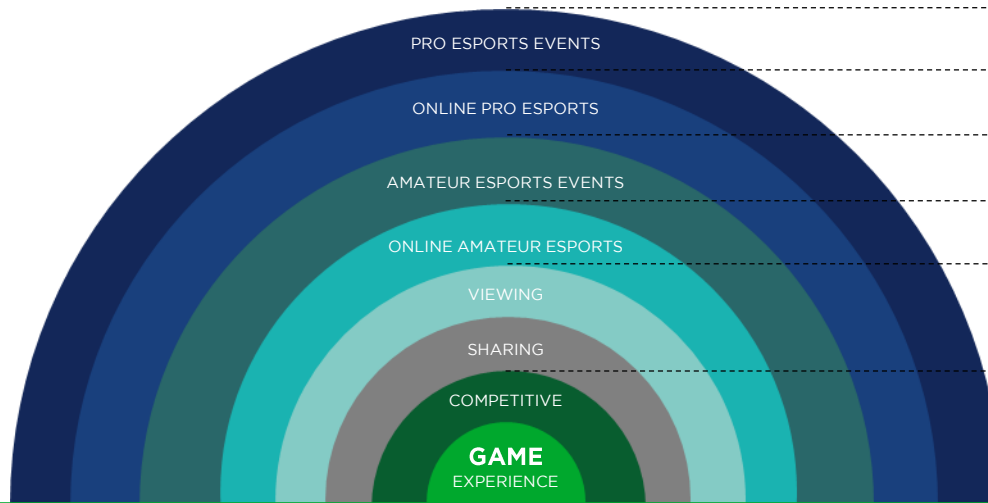 PRO ESPORTS EVENTS
ONLINE PRO ESPORTS
AMATEUR ESPORTS EVENTS
ONLINE AMATEUR ESPORTS
VIEWING
SHARING
COMPETITIVE
GAME
EXPERIENCE